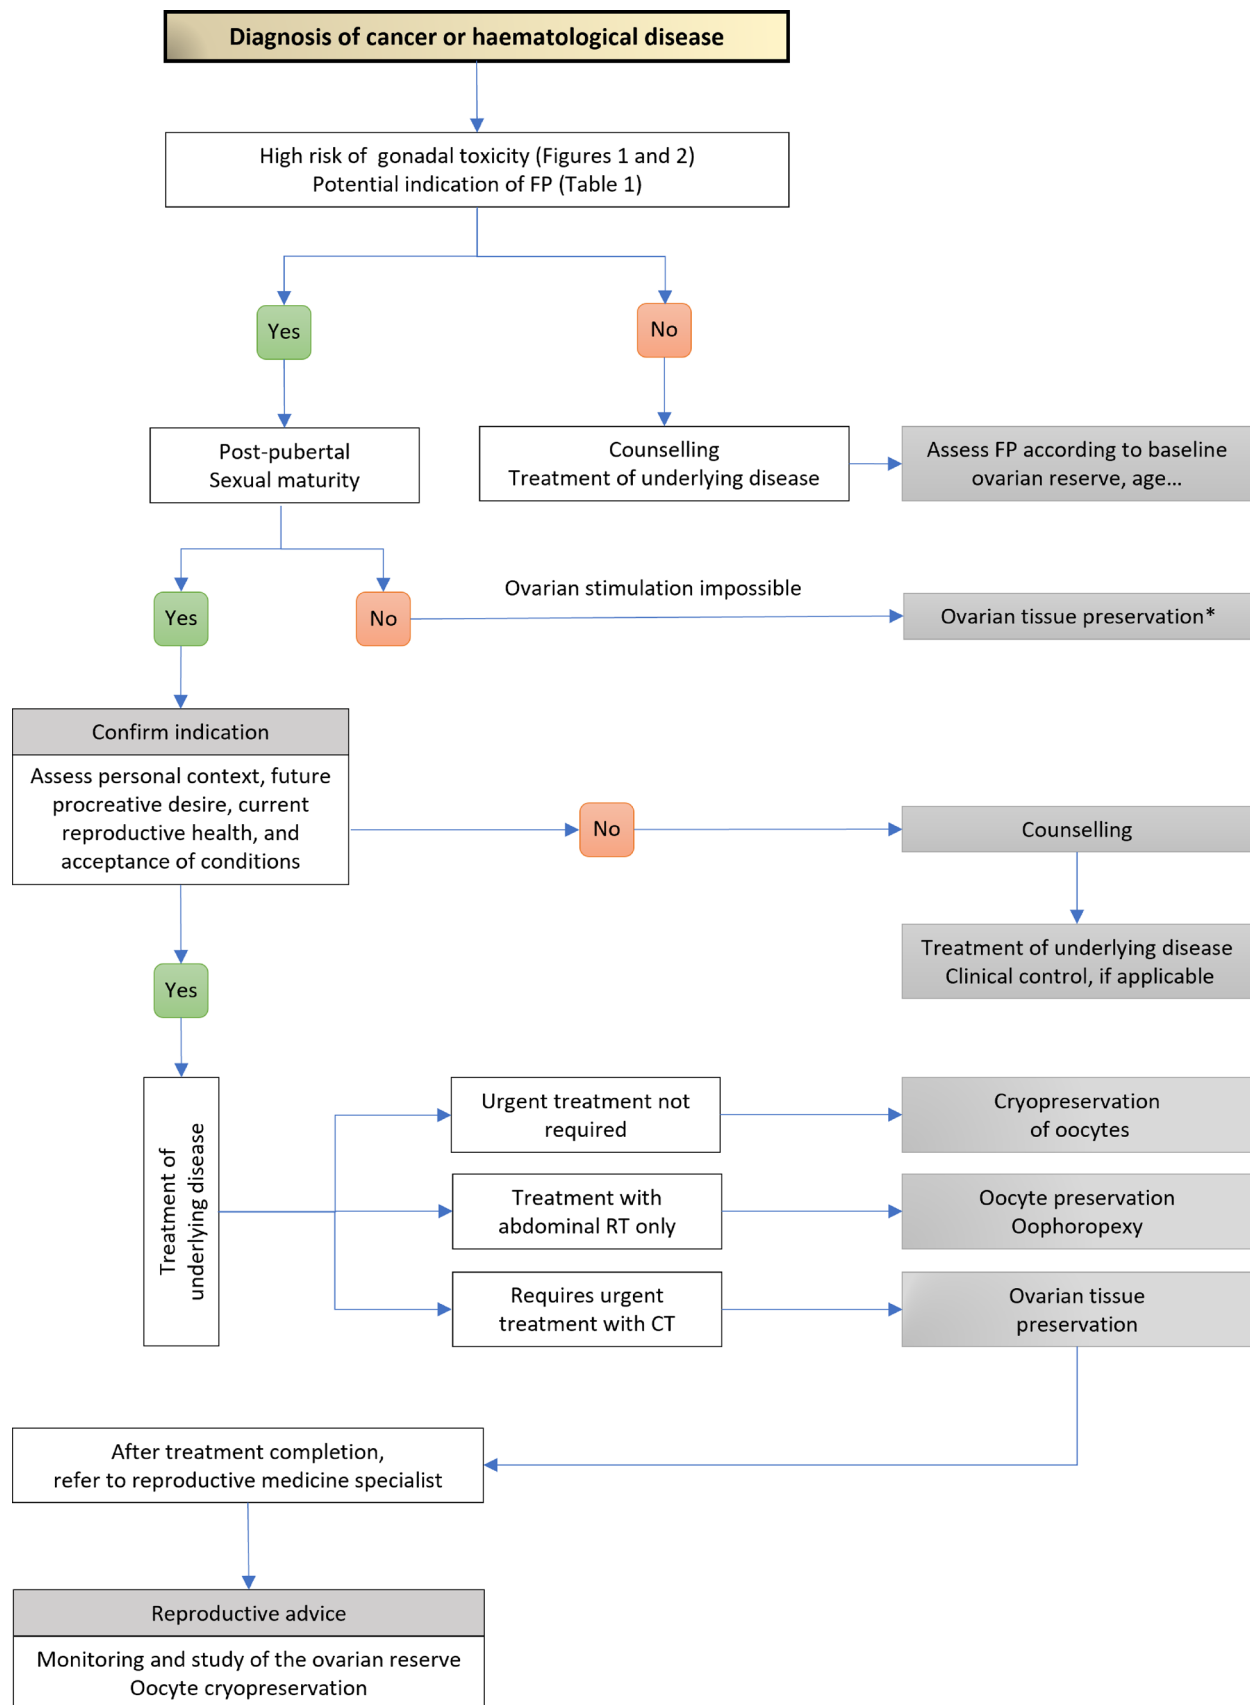 Diagnosis of cancer or haematological disease
High risk of gonadal toxicity (Figures 1 and 2)
Potential indication of FP (Table 1)
Yes
No
Post-pubertal
Sexual maturity
Counselling
Treatment of underlying disease
Assess FP according to baseline
ovarian reserve, age...
Yes
No
Ovarian stimulation impossible
Ovarian tissue preservation*
Confirm indication
Assess personal context, future
procreative desire, current
reproductive health, and
acceptance of conditions
No
Counselling
Treatment of underlying disease
Clinical control, if applicable
Yes
Treatment of
underlying disease
Urgent treatment not
required
Cryopreservation
of oocytes
Treatment with
abdominal RT only
Oocyte preservation
Oophoropexy
Requires urgent
treatment with CT
Ovarian tissue
preservation
After treatment completion,
refer to reproductive medicine specialist
Reproductive advice
Monitoring and study of the ovarian reserve
Oocyte cryopreservation